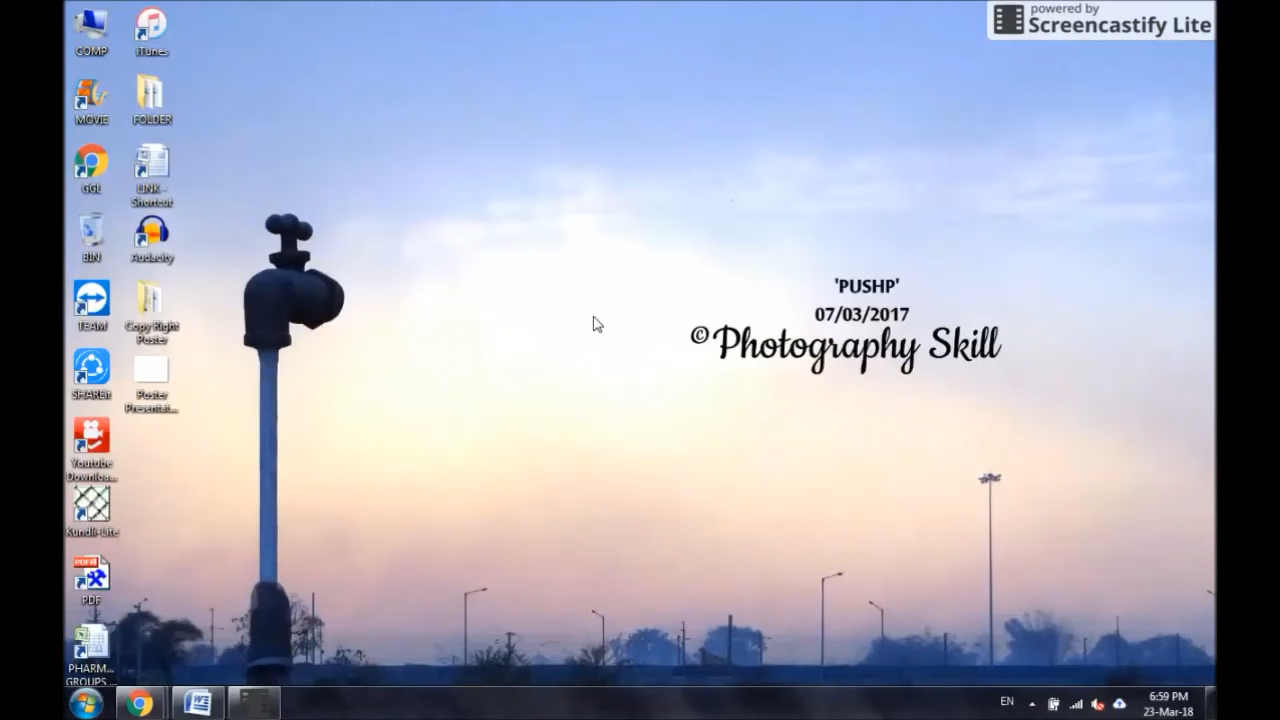 powered by
Screencastify Lite
COMP
iTunes
MOVIE
FOLDER
GGL
LINK -
Shortcut
BIN
Audacity
TEAM
Copy Right
Poster
SHAREit
Poster
Presentat...
Youtube
Downloa...
Kundli-Lite
PDF
PHARM...
GROUPS ...
'PUSHP'
07/03/2017
©Photography Skill
EN
6:59 PM
23-Mar-18